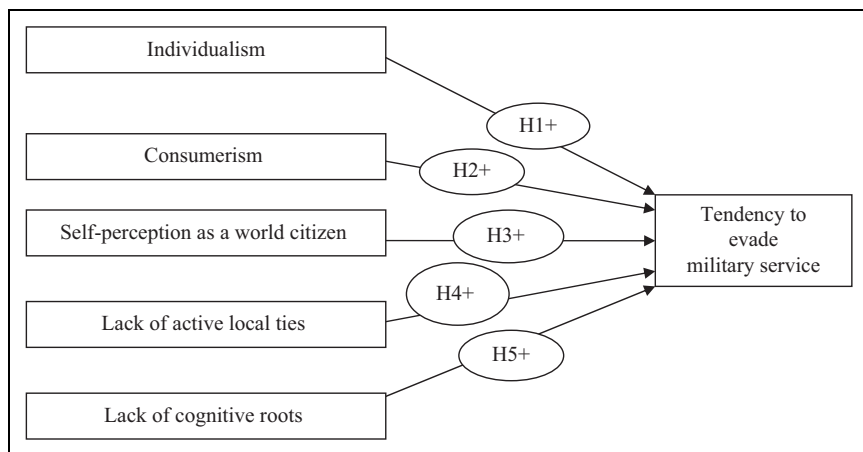 Individualism
H1+
Consumerism
H2+
Self-perception as a world citizen
H3+
Tendency to
evade
military service
H4+
Lack of active local ties
H5+
Lack of cognitive roots